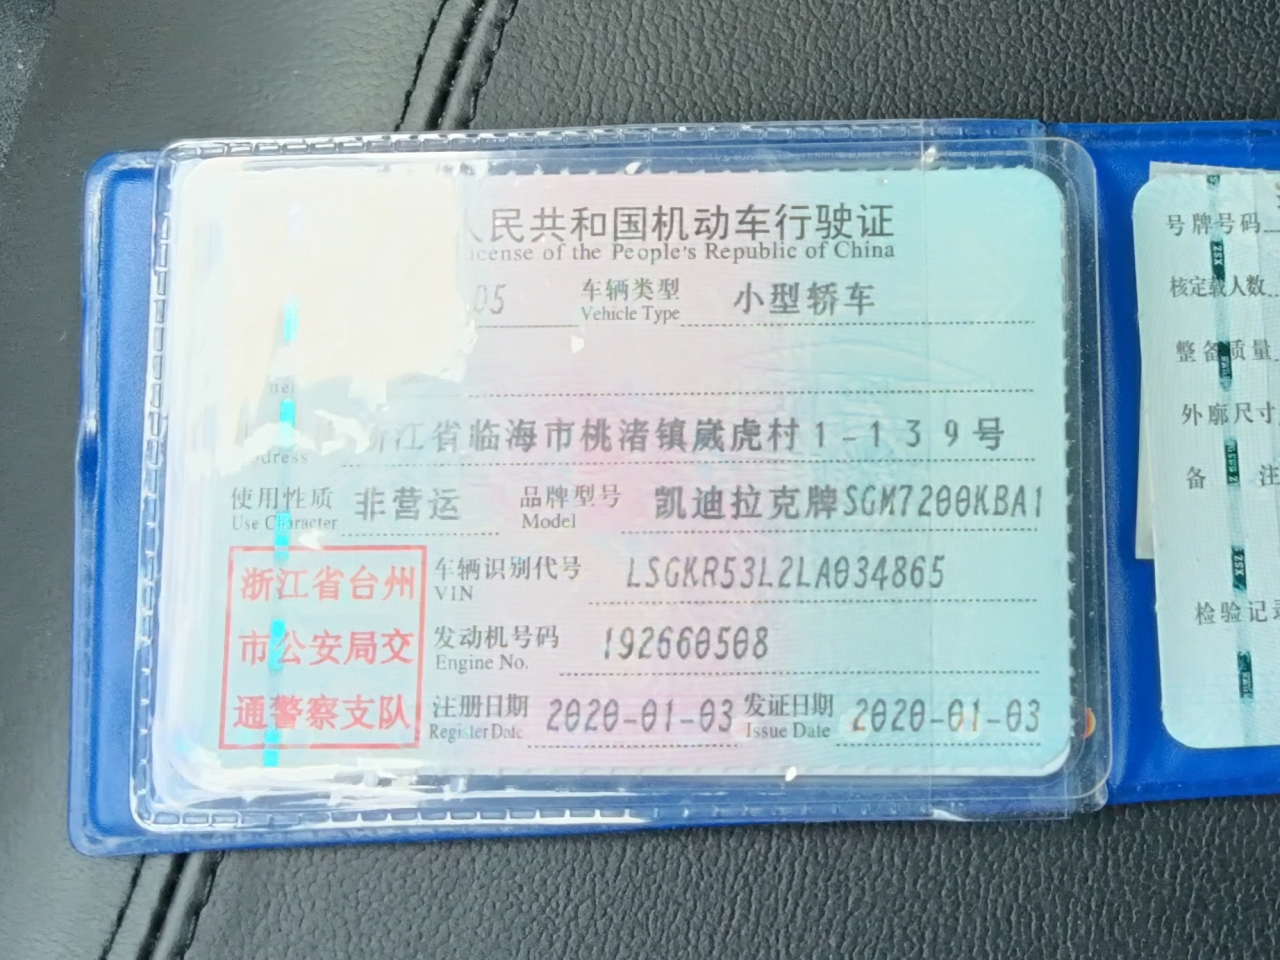 人民共和国机动车行驶证
icense of the People's Republic of China
05 车辆类型 小型轿车
Vehicle Type
浙江省临海市桃渚镇崴虎村1-139号
dress
使用性质 非营运 品牌型号 凯迪拉克牌SGM7200KBA1
Use Character Model
浙江省台州 车辆识别代号 LSGKR53L2LA034865
VIN
市公安局交 发动机号码 192660508
Engine No.
通警察支队 注册日期 2020-01-03 发证日期 2020-01-03
Register Date Issue Date
号牌号码
核定载人数
整备质量
外廓尺寸
备 注
检验记录